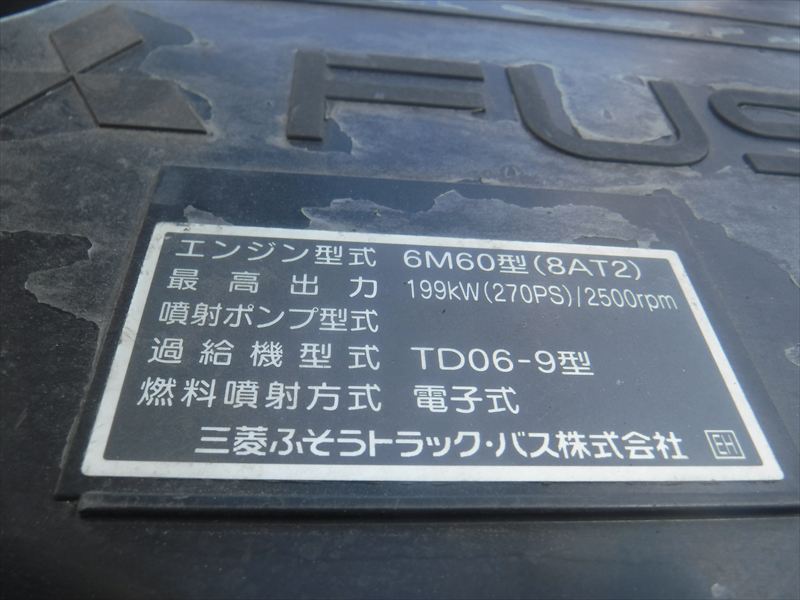 FUS
エンジン型式 6M60型(8AT2)
最高出力 199kW(270PS)/2500rpm
噴射ポンプ型式
過給機型式 TD06-9型
燃料噴射方式 電子式
三菱ふそうトラック・バス株式会社 EH